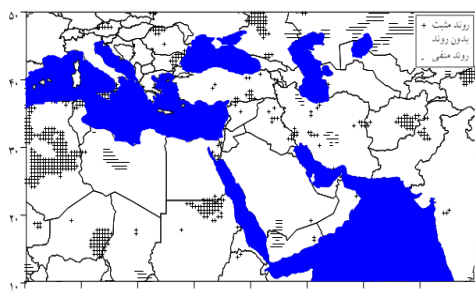 روند مثبت +
بدون روند
روند منفی -
۵۰
۴۰
۳۰
۲۰
۱۰